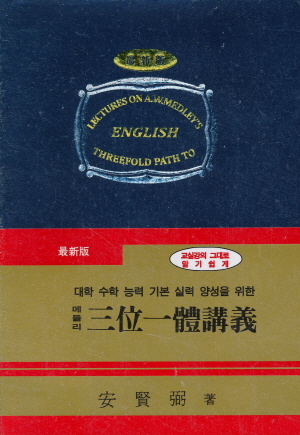 LECTURES ON A.W.MEDLEY'S
ENGLISH
THREEFOLD PATH TO
最新版
교실강의 그대로
알기쉽게
대학 수학 능력 기본 실력 양성을 위한
메들리
三位一體講義
安賢弼 著